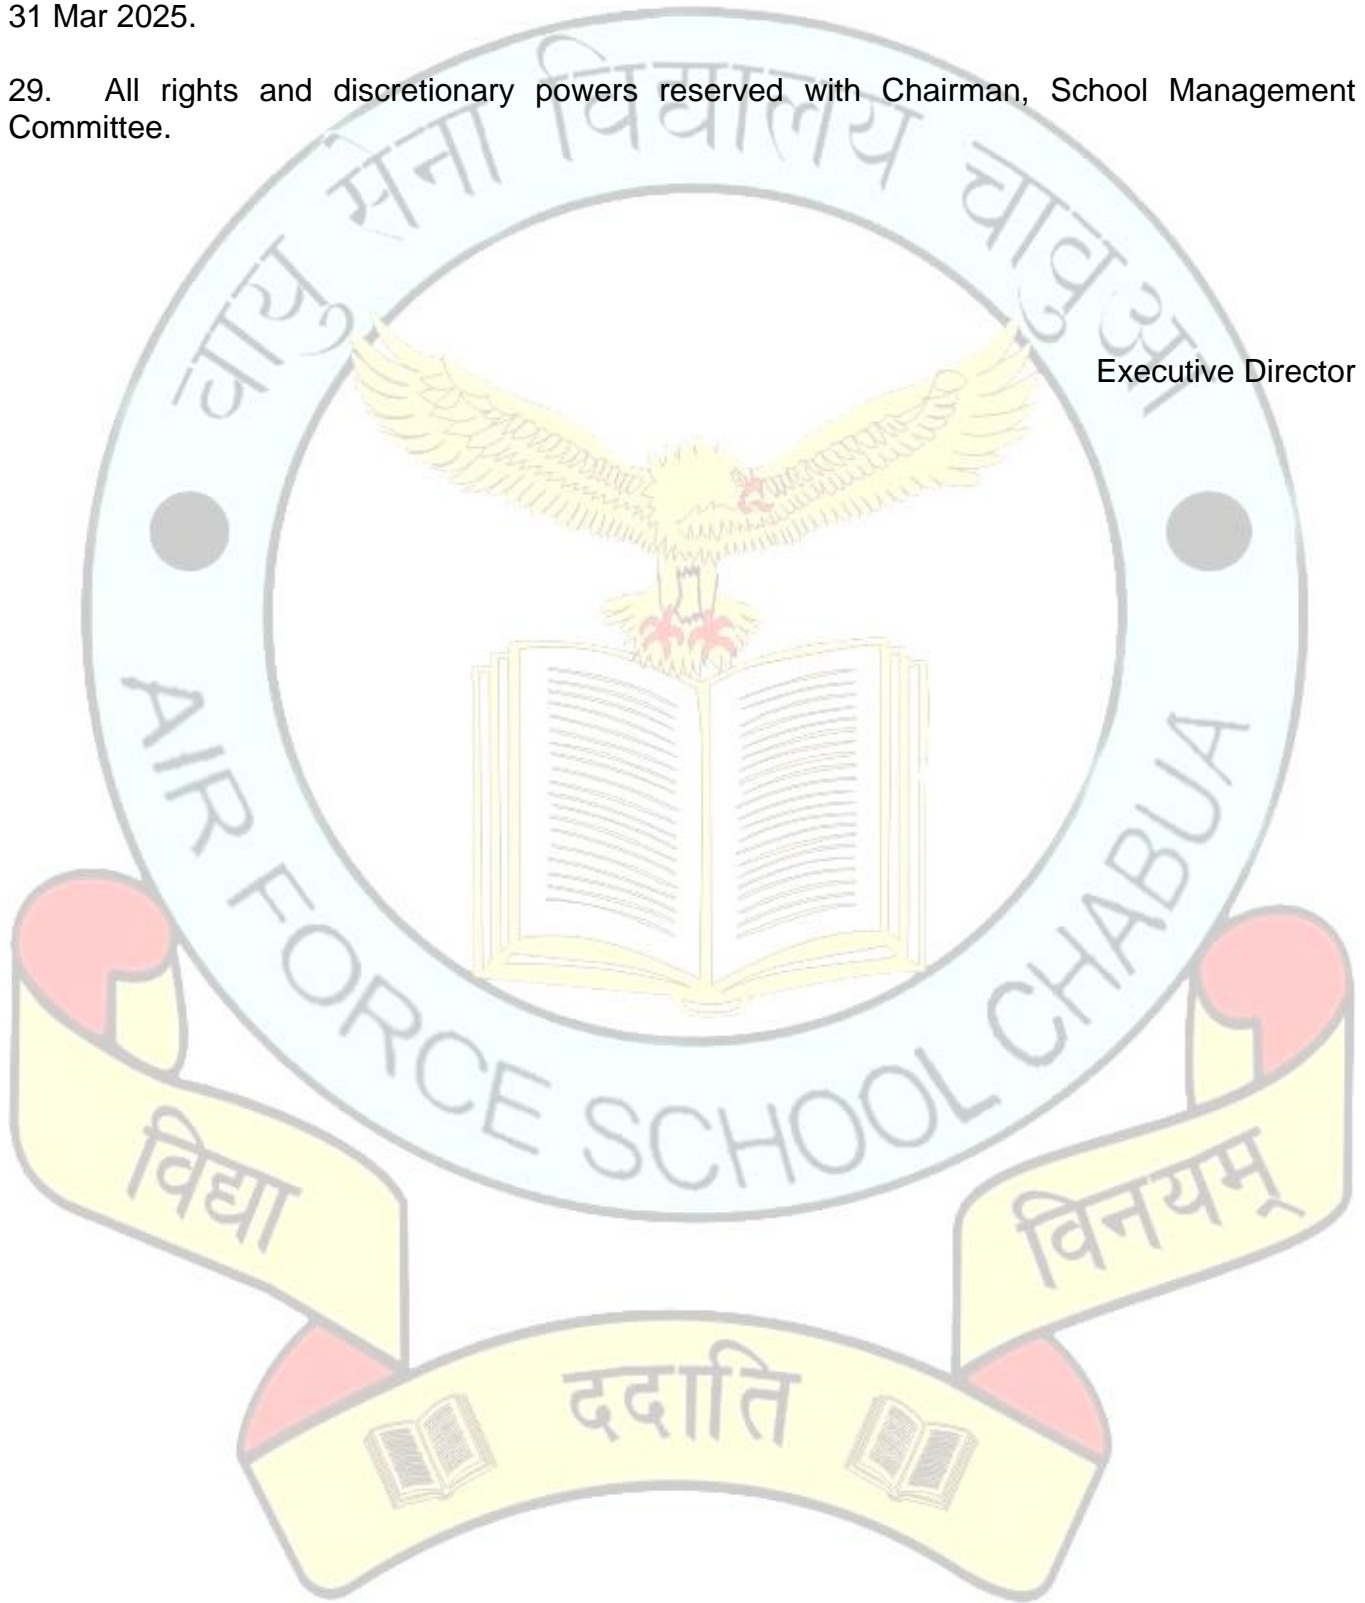 31 Mar 2025.
29. All rights and discretionary powers reserved with Chairman, School Management
Committee.
वायु सेना विद्यालय चाबुआ
Executive Director
AIR FORCE SCHOOL CHABUA
विद्या
विनयम्
ददाति